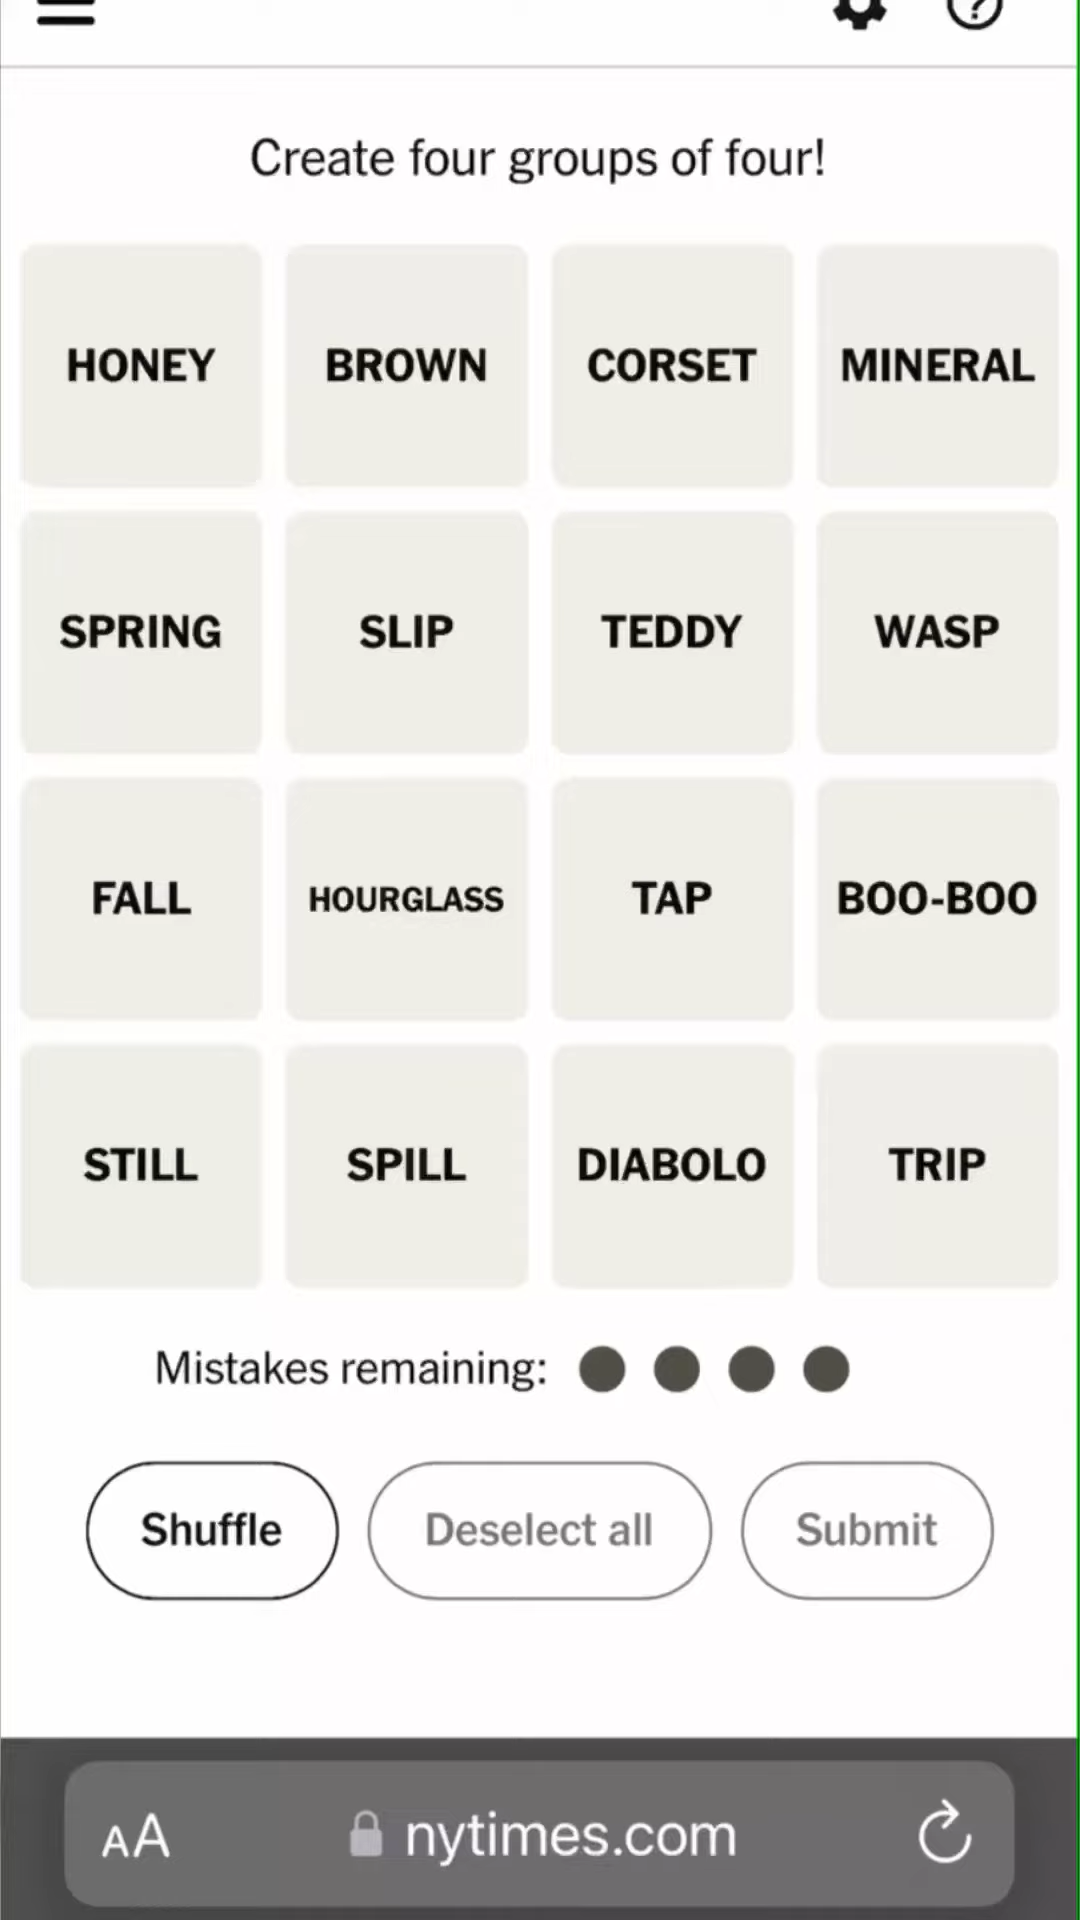 Create four groups of four!
HONEY BROWN CORSET MINERAL
SPRING SLIP TEDDY WASP
FALL HOURGLASS TAP BOO-BOO
STILL SPILL DIABOLO TRIP
Mistakes remaining:
Shuffle Deselect all Submit
AA nytimes.com